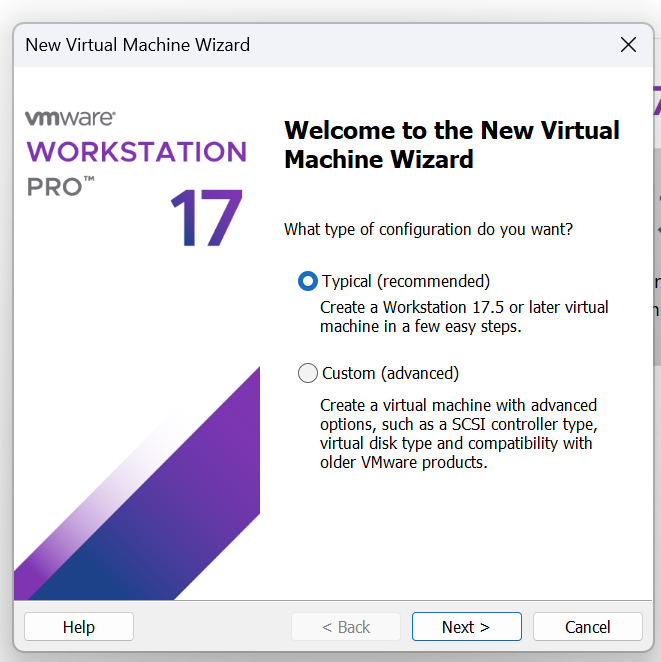 New Virtual Machine Wizard
vmware®
WORKSTATION
PRO™
17
Welcome to the New Virtual
Machine Wizard
What type of configuration do you want?
Typical (recommended)
Create a Workstation 17.5 or later virtual
machine in a few easy steps.
Custom (advanced)
Create a virtual machine with advanced
options, such as a SCSI controller type,
virtual disk type and compatibility with
older VMware products.
Help
< Back
Next >
Cancel